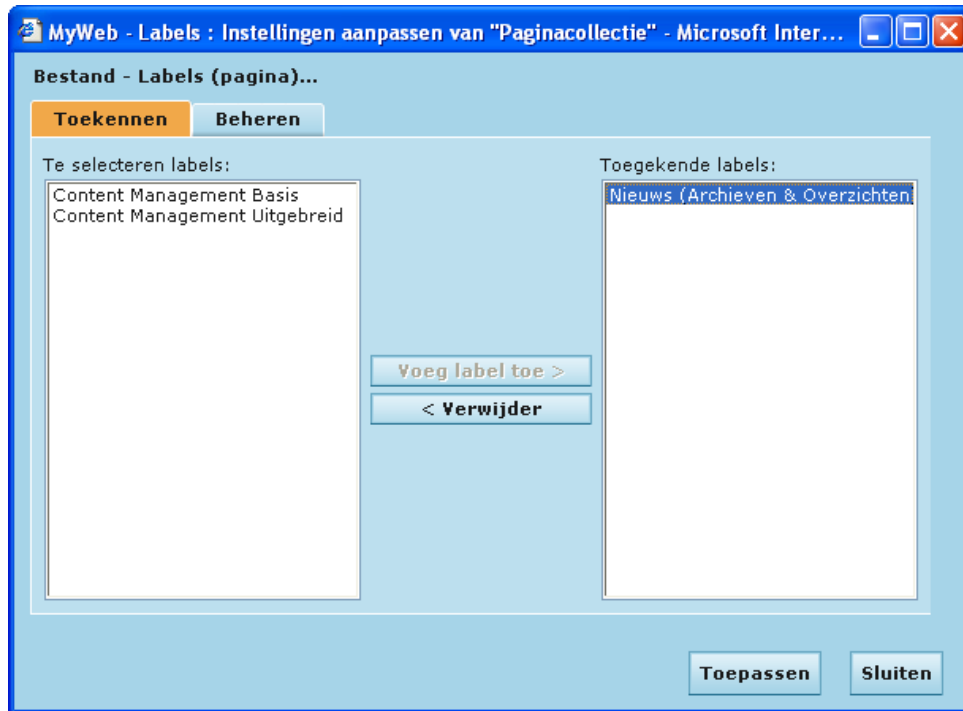 MyWeb - Labels : Instellingen aanpassen van "Paginacollectie" - Microsoft Inter...
Bestand - Labels (pagina)...
Toekennen Beheren
Te selecteren labels:
Content Management Basis
Content Management Uitgebreid
Voeg label toe >
< Verwijder
Toegekende labels:
Nieuws (Archieven & Overzichten
Toepassen Sluiten